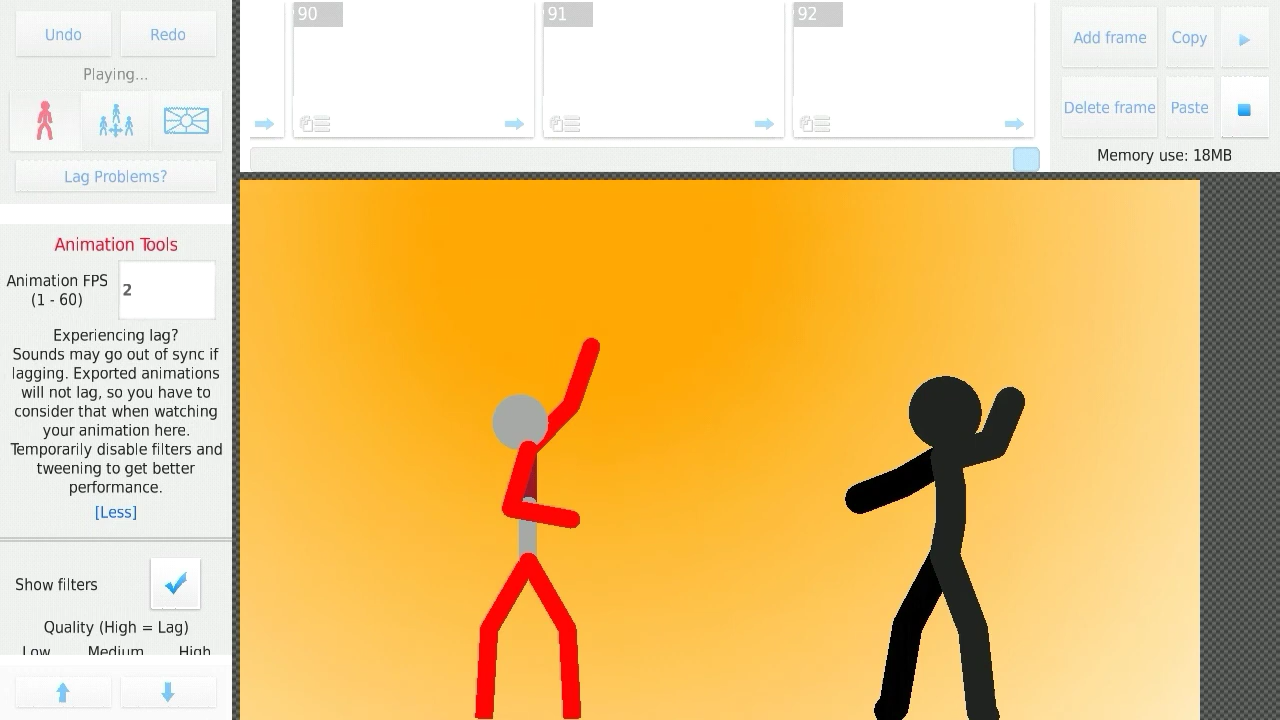 Undo
Redo
Playing...
Lag Problems?
90
91
92
Add frame
Copy
Delete frame
Paste
Memory use: 18MB
Animation Tools
Animation FPS
(1 - 60)
2
Experiencing lag?
Sounds may go out of sync if
lagging. Exported animations
will not lag, so you have to
consider that when watching
your animation here.
Temporarily disable filters and
tweening to get better
performance.
[Less]
Show filters
Quality (High = Lag)
Low
Medium
High